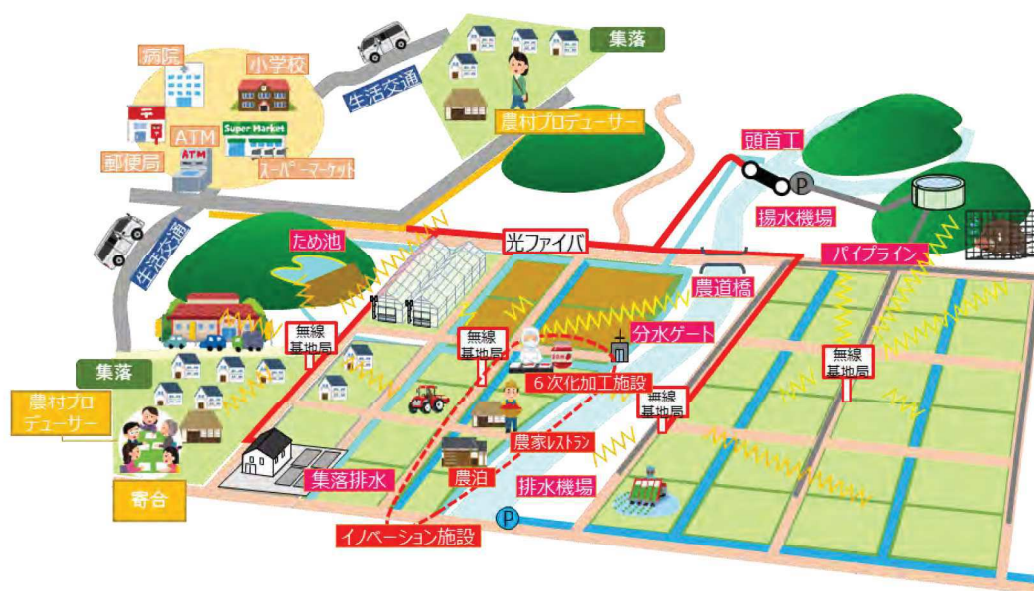 病院
小学校
〒
ATM
ATM
Super Market
郵便局
スーパーマーケット
生活交通
集落
農村プロデューサー
頭首工
P
揚水機場
生活交通
ため池
光ファイバ
パイプライン
農道橋
無線
基地局
無線
基地局
分水ゲート
無線
基地局
集落
6次化加工施設
無線
基地局
農村プロ
デューサー
農家レストラン
集落排水
農泊
排水機場
寄合
P
イノベーション施設